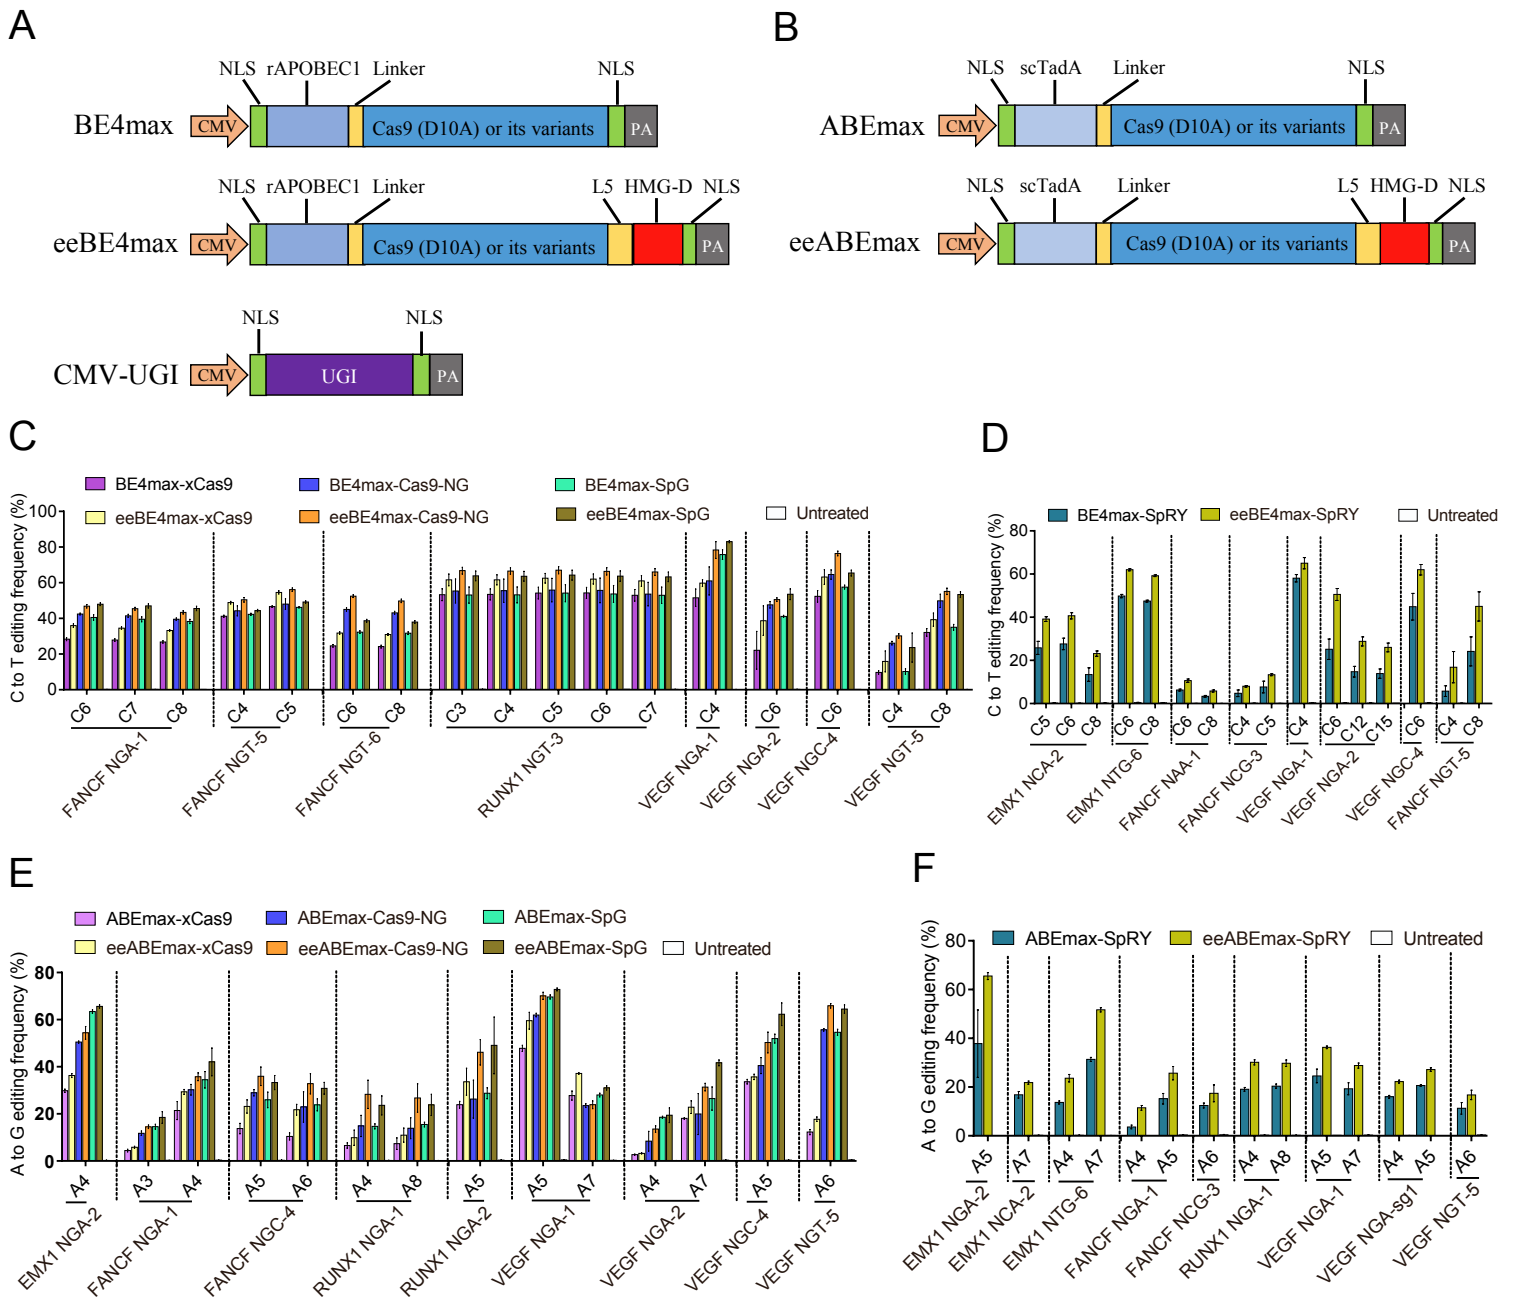 A
B
NLS rAPOBEC1 Linker NLS
BE4max CMV Cas9 (D10A) or its variants PA
NLS scTadA Linker NLS
ABEmax CMV Cas9 (D10A) or its variants PA
NLS rAPOBEC1 Linker L5 HMG-D NLS
eeBE4max CMV Cas9 (D10A) or its variants PA
NLS scTadA Linker L5 HMG-D NLS
eeABEmax CMV Cas9 (D10A) or its variants PA
NLS NLS
CMV-UGI CMV UGI PA
C
BE4max-xCas9 BE4max-Cas9-NG BE4max-SpG
eeBE4max-xCas9 eeBE4max-Cas9-NG eeBE4max-SpG Untreated
C to T editing frequency (%)
100
80
60
40
20
0
C6 C7 C8 C4 C5 C6 C8 C3 C4 C5 C6 C7 C4 C6 C6 C4 C8
FANCF NGA-1 FANCF NGT-5 FANCF NGT-6 RUNX1 NGT-3 VEGF NGA-1 VEGF NGA-2 VEGF NGC-4 VEGF NGT-5
D
BE4max-SpRY eeBE4max-SpRY Untreated
C to T editing frequency (%)
80
60
40
20
0
C5 C6 C8 C6 C8 C6 C8 C4 C5 C4 C6 C12 C15 C6 C4 C8
EMX1 NCA-2 EMX1 NTG-6 FANCF NAA-1 FANCF NCG-3 VEGF NGA-1 VEGF NGA-2 VEGF NGC-4 FANCF NGT-5
E
ABEmax-xCas9 ABEmax-Cas9-NG ABEmax-SpG
eeABEmax-xCas9 eeABEmax-Cas9-NG eeABEmax-SpG Untreated
A to G editing frequency (%)
80
60
40
20
0
A4 A3 A4 A5 A6 A4 A8 A5 A5 A7 A4 A7 A5 A6
EMX1 NGA-2 FANCF NGA-1 FANCF NGC-4 RUNX1 NGA-1 RUNX1 NGA-2 VEGF NGA-1 VEGF NGA-2 VEGF NGC-4 VEGF NGT-5
F
ABEmax-SpRY eeABEmax-SpRY Untreated
A to G editing frequency (%)
80
60
40
20
0
A5 A7 A4 A7 A4 A5 A6 A4 A8 A5 A7 A4 A5 A6
EMX1 NGA-2 EMX1 NCA-2 EMX1 NTG-6 FANCF NGA-1 FANCF NCG-3 RUNX1 NGA-1 VEGF NGA-1 VEGF NGA-sg1 VEGF NGT-5